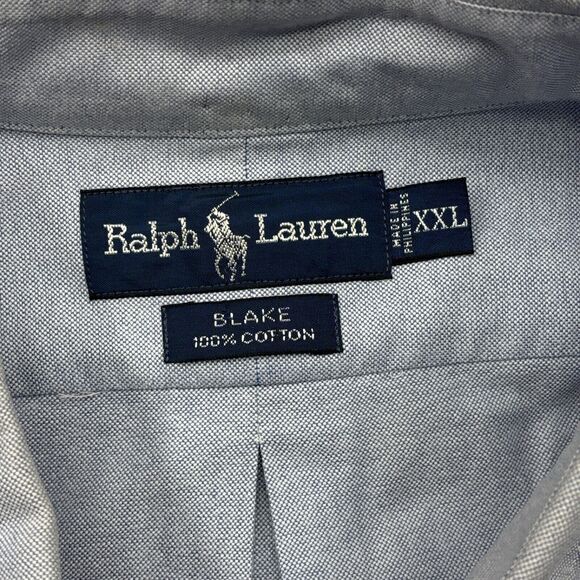 Ralph Lauren
MADE IN
PHILIPPINES
XXL
BLAKE
100% COTTON